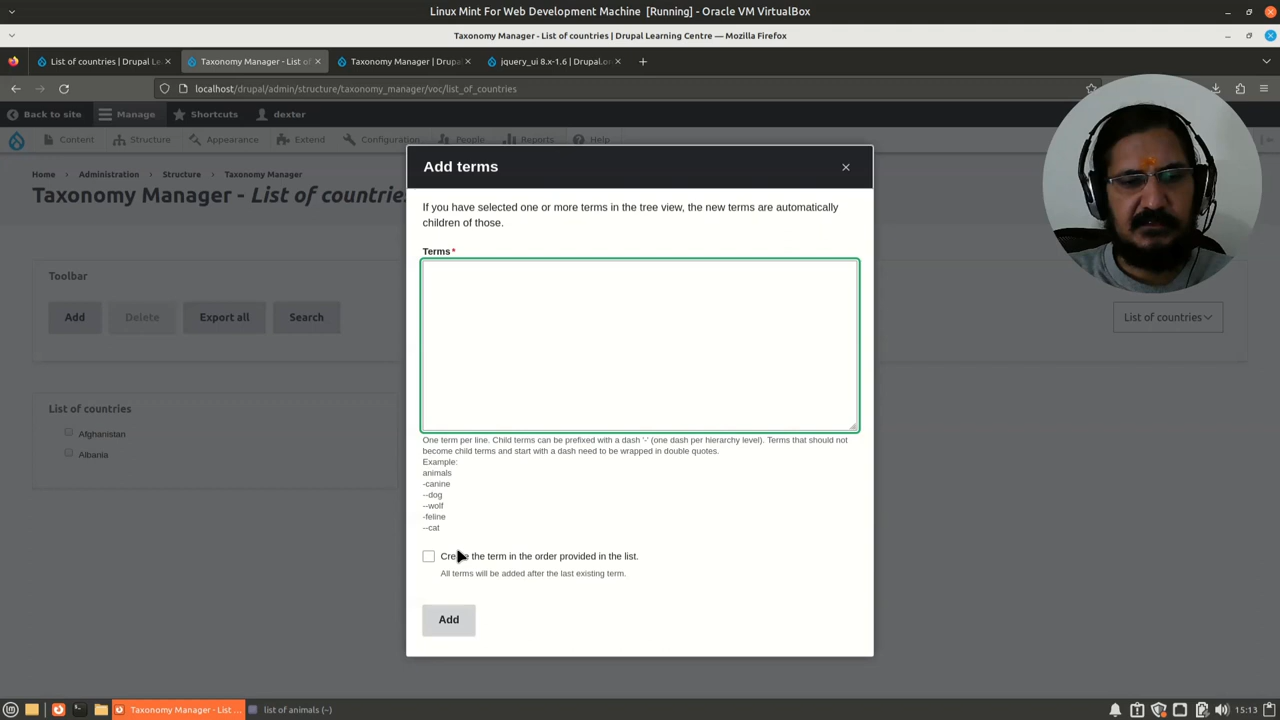 Linux Mint For Web Development Machine [Running] - Oracle VM VirtualBox
Taxonomy Manager - List of countries | Drupal Learning Centre — Mozilla Firefox
List of countries | Drupal Le
Taxonomy Manager - List of
Taxonomy Manager | Drupal.
jquery_ui 8.x-1.6 | Drupal.on
localhost/drupal/admin/structure/taxonomy_manager/voc/list_of_countries
Back to site
Manage
Shortcuts
dexter
Content
Structure
Appearance
Extend
Configuration
People
Reports
Help
Home
Administration
Structure
Taxonomy Manager
Taxonomy Manager - List of countrie
Toolbar
Add
Delete
Export all
Search
List of countries
List of countries
Afghanistan
Albania
Add terms
If you have selected one or more terms in the tree view, the new terms are automatically
children of those.
Terms*
One term per line. Child terms can be prefixed with a dash '-' (one dash per hierarchy level). Terms that should not
become child terms and start with a dash need to be wrapped in double quotes.
Example:
animals
-canine
--dog
--wolf
-feline
--cat
Create the term in the order provided in the list.
All terms will be added after the last existing term.
Add
Taxonomy Manager - List ...
list of animals (~)
15:13